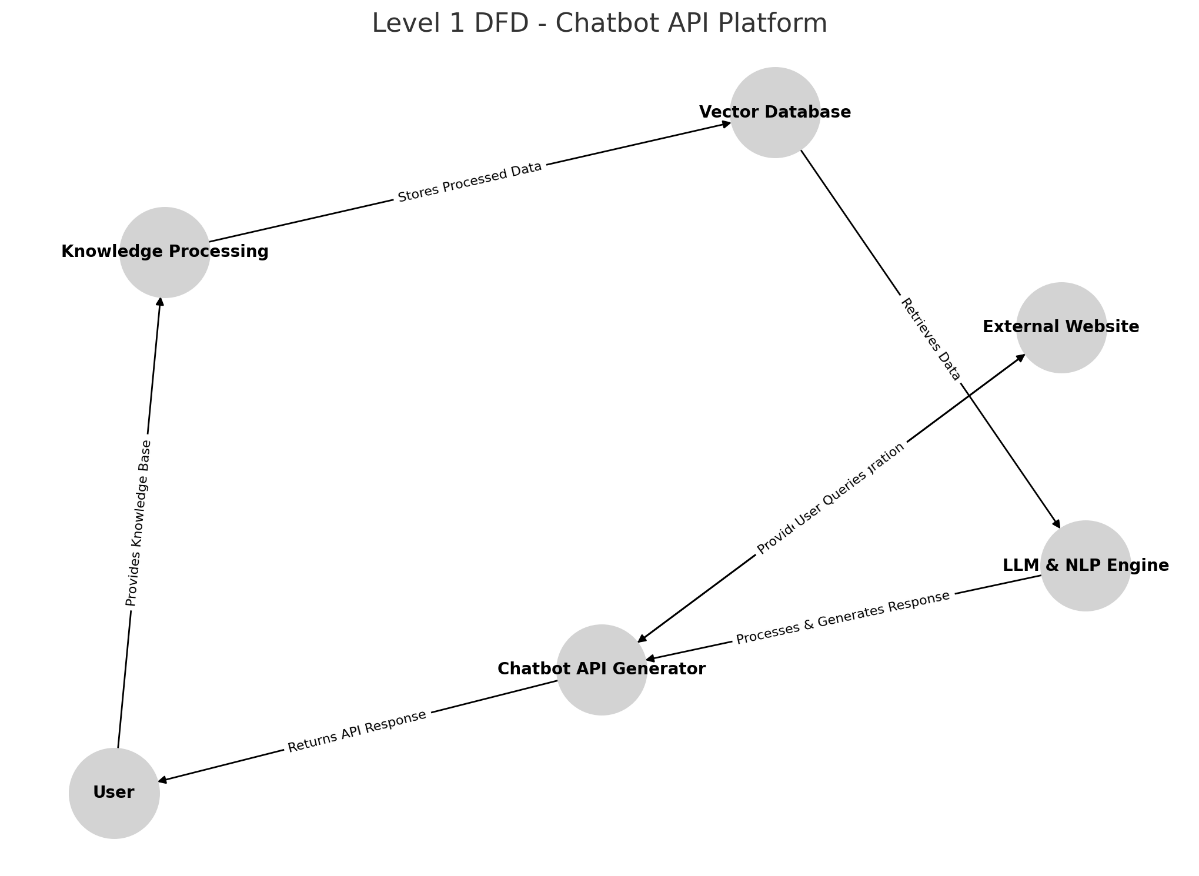 Level 1 DFD - Chatbot API Platform
Vector Database
Stores Processed Data
Knowledge Processing
Retrieves Data
External Website
User Queries
Provides Knowledge Base
LLM & NLP Engine
Processes & Generates Response
Chatbot API Generator
Returns API Response
User